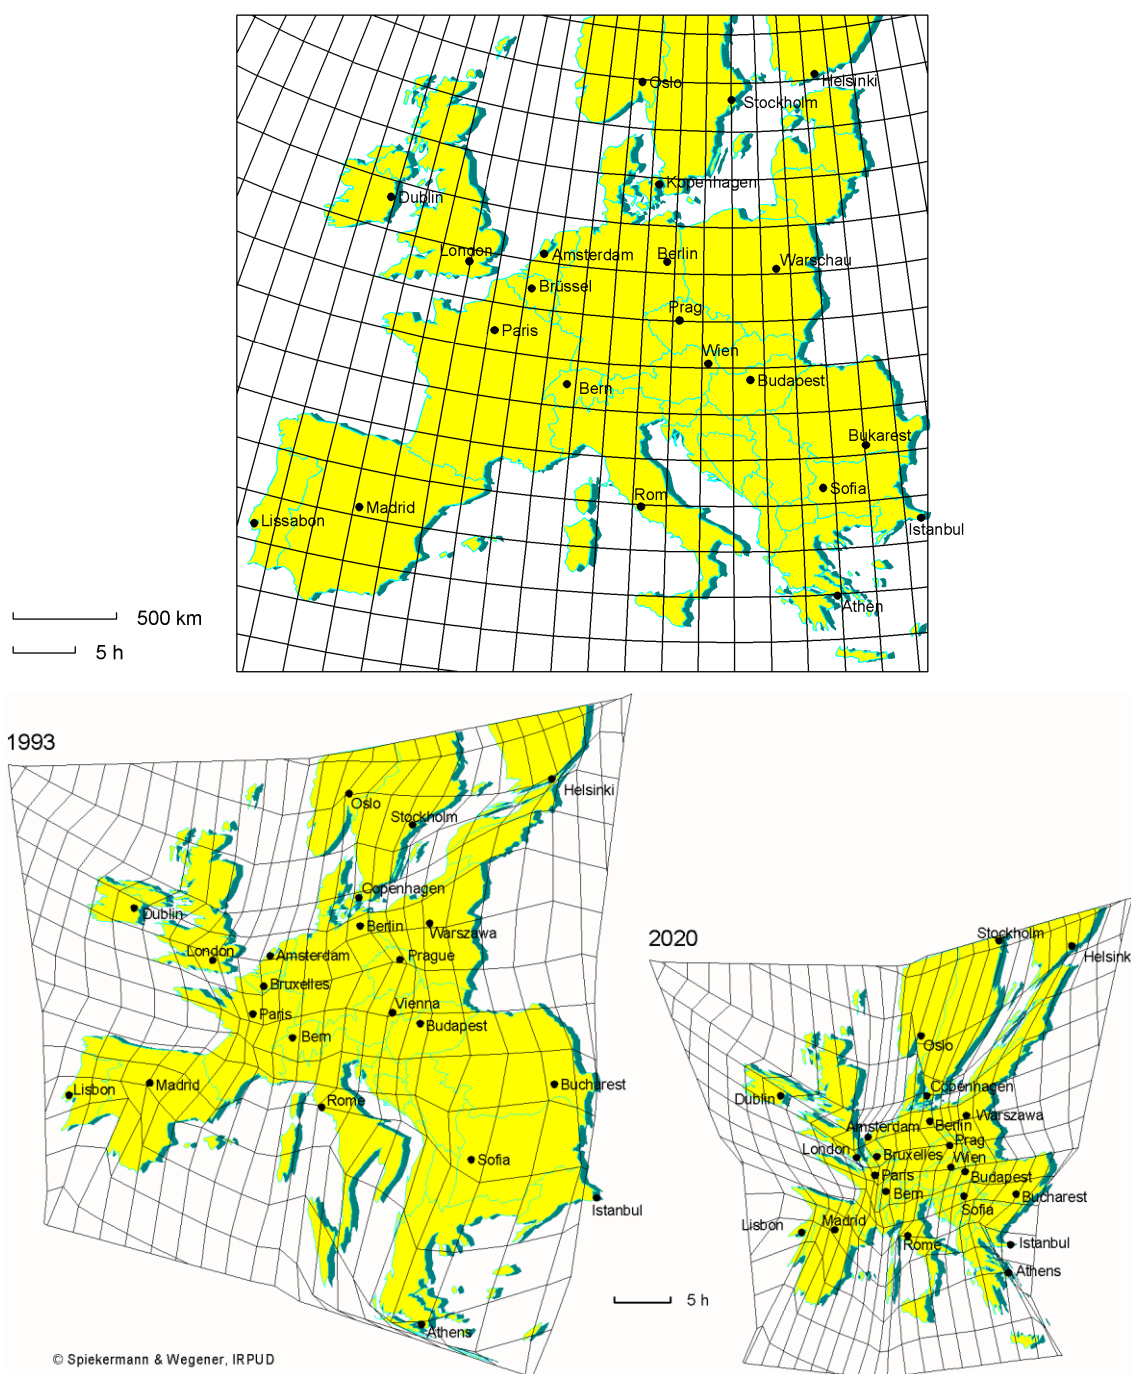 Oslo
Helsinki
Stockholm
Kopenhagen
Dublin
London
Amsterdam
Berlin
Warschau
Brüssel
Prag
Paris
Wien
Budapest
Bern
Bukarest
Rom
Sofia
Madrid
Lissabon
Istanbul
Athen
500 km
5 h
1993
Helsinki
Oslo
Stockholm
Copenhagen
Dublin
Berlin
Warszawa
London
Amsterdam
Prague
Bruxelles
Vienna
Paris
Budapest
Bern
Lisbon
Madrid
Bucharest
Rome
Sofia
Istanbul
Athens
© Spiekermann & Wegener, IRPUD
2020
Stockholm
Helsink
Oslo
Copenhagen
Dublin
Warszawa
Amsterdam
Berlin
Prag
London
Bruxelles
Wien
Paris
Budapest
Bern
Bucharest
Sofia
Lisbon
Madrid
Rome
Istanbul
Athens
5 h